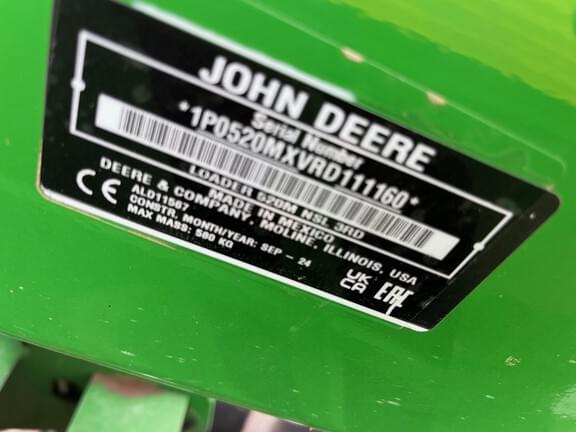 JOHN DEERE
Serial Number
*1P0520MXVRD111160*
LOADER 520M NSL 3RD
MADE IN MEXICO
DEERE & COMPANY, MOLINE, ILLINOIS, USA
ALD11567
CONSTR. MONTH/YEAR: SEP - 24
MAX MASS: 580 KG
CE
UK
CA
EAC